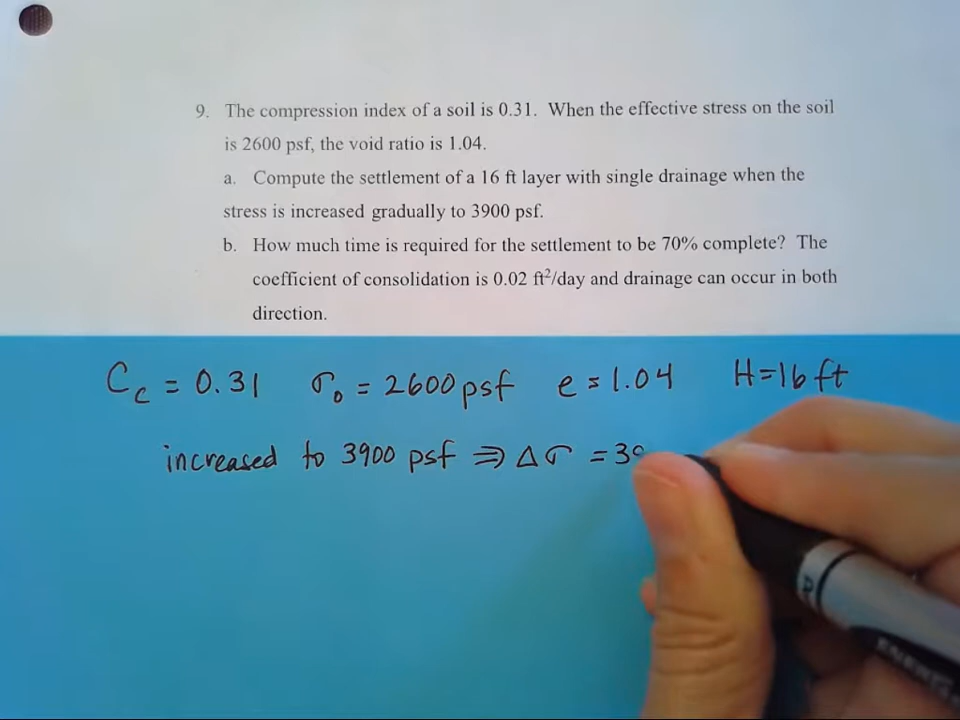 9. The compression index of a soil is 0.31. When the effective stress on the soil
is 2600 psf, the void ratio is 1.04.
a. Compute the settlement of a 16 ft layer with single drainage when the
stress is increased gradually to 3900 psf.
b. How much time is required for the settlement to be 70% complete? The
coefficient of consolidation is 0.02 ft²/day and drainage can occur in both
direction.
C_c = 0.31 σ_0 = 2600 psf e = 1.04 H=16 ft
increased to 3900 psf ⇒ Δσ = 39